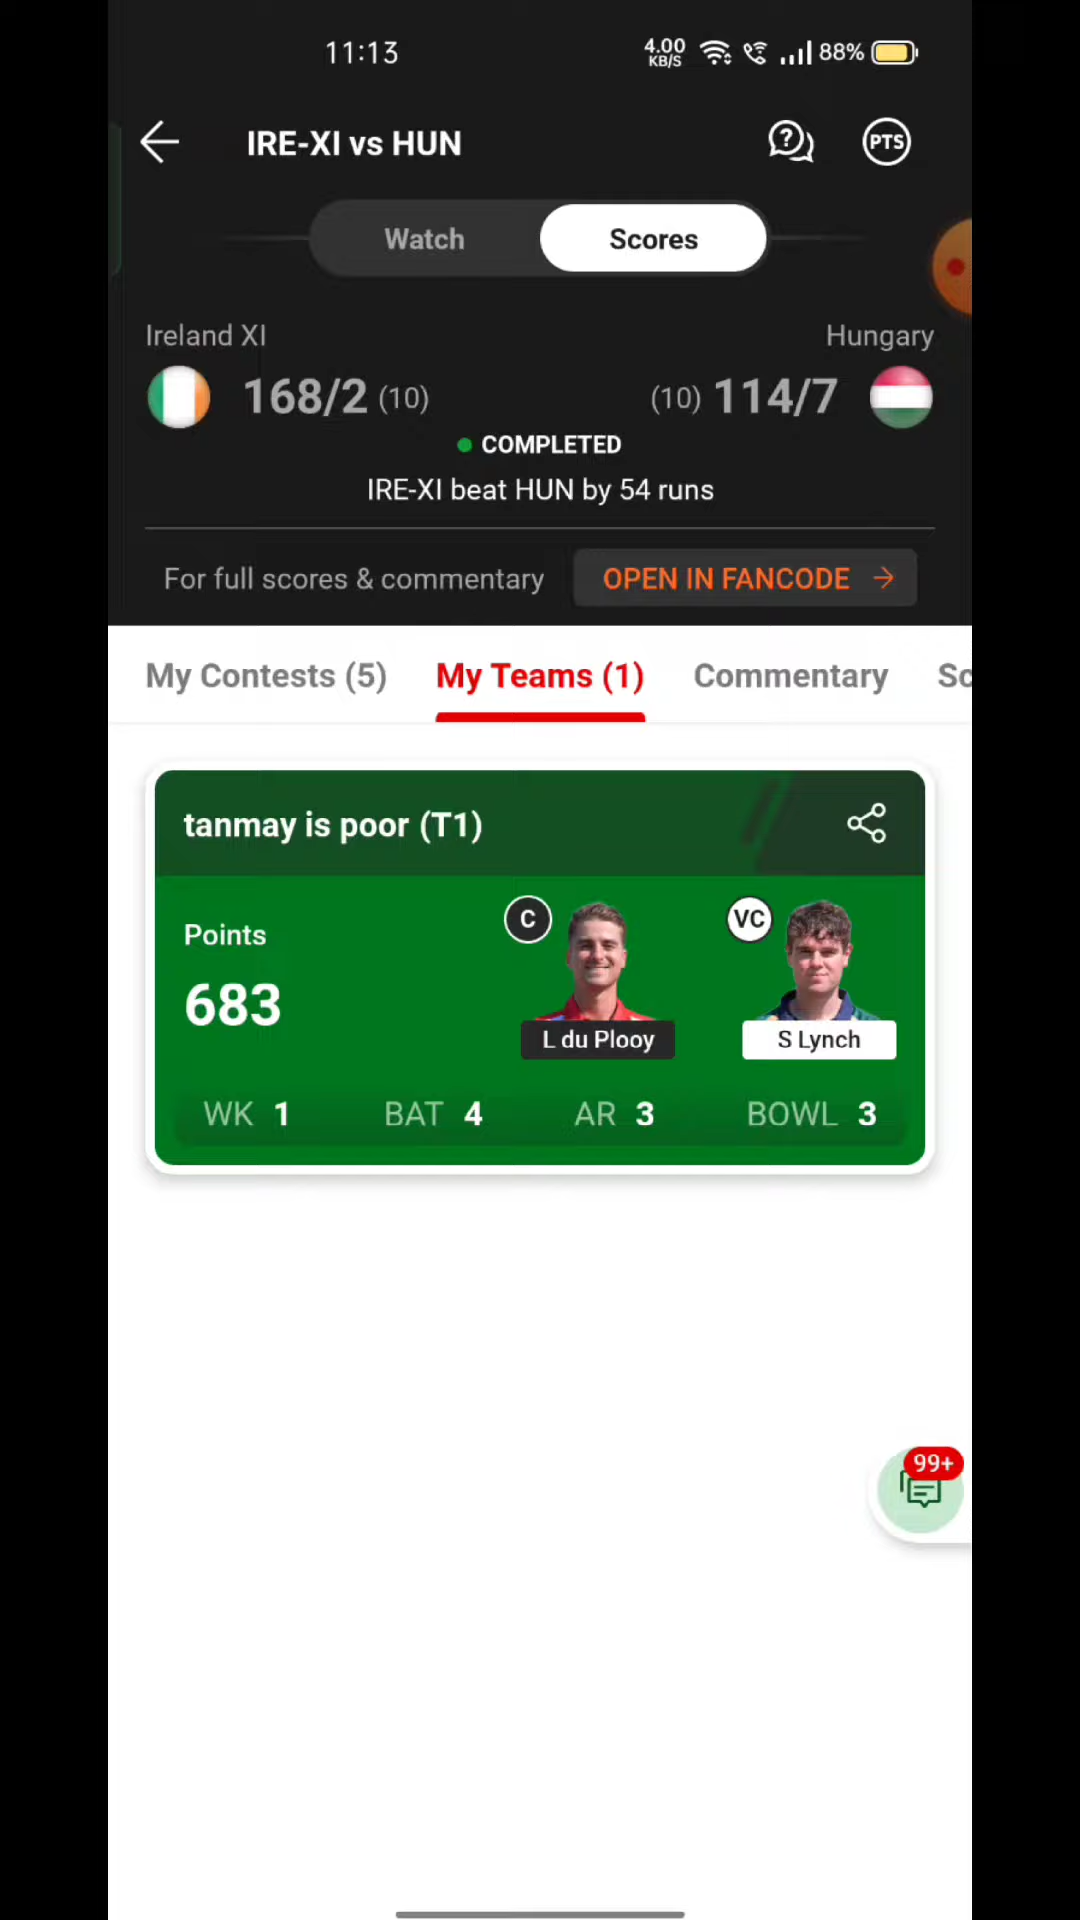 11:13
4.00
KB/S
88%
IRE-XI vs HUN
PTS
Watch
Scores
Ireland XI
Hungary
168/2 (10)
(10) 114/7
COMPLETED
IRE-XI beat HUN by 54 runs
For full scores & commentary
OPEN IN FANCODE
My Contests (5)
My Teams (1)
Commentary
Sc
tanmay is poor (T1)
Points
683
C
L du Plooy
VC
S Lynch
WK 1
BAT 4
AR 3
BOWL 3
99+